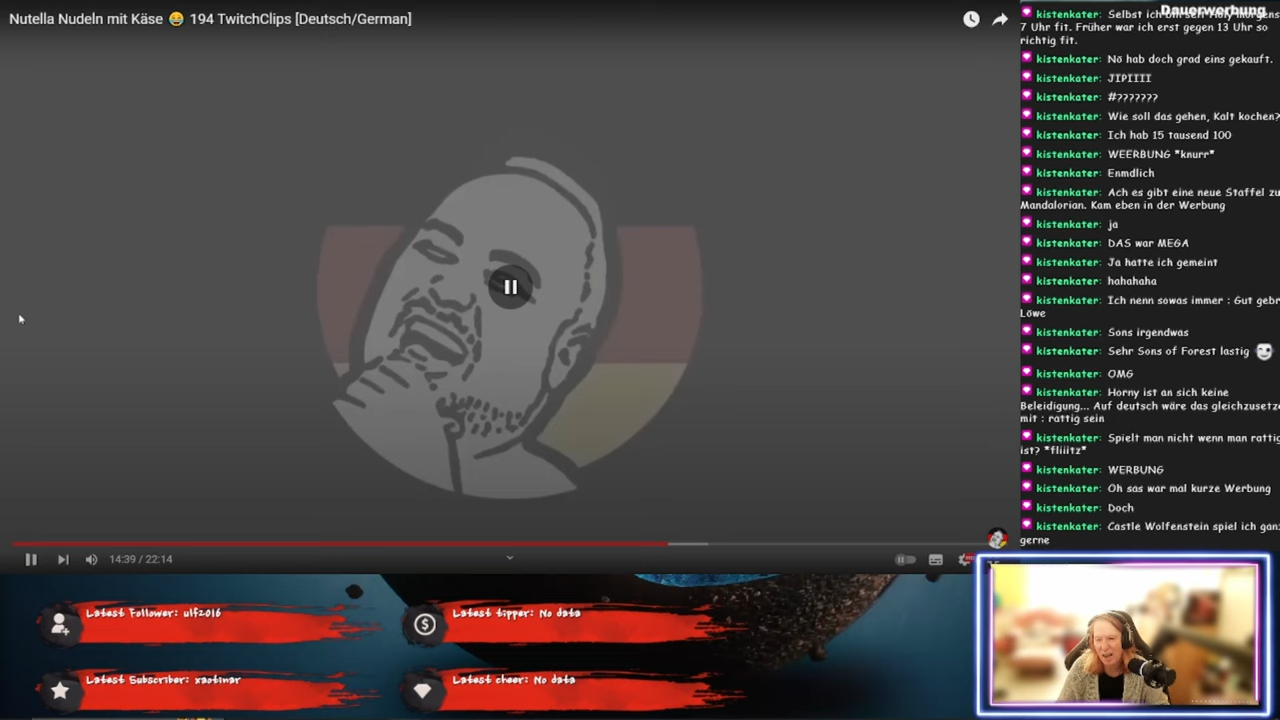 Nutella Nudeln mit Käse 😂 194 TwitchClips [Deutsch/German]
Dauerwerbung
kistenkater: Selbst ich bin seit morgens
7 Uhr fit. Früher war ich erst gegen 13 Uhr so
richtig fit.
kistenkater: Nö hab doch grad eins gekauft.
kistenkater: JIPIIII
kistenkater: #???????
kistenkater: Wie soll das gehen, Kalt kochen?
kistenkater: Ich hab 15 tausend 100
kistenkater: WEERBUNG *knurr*
kistenkater: Enmdlich
kistenkater: Ach es gibt eine neue Staffel zu
Mandalorian. Kam eben in der Werbung
kistenkater: ja
kistenkater: DAS war MEGA
kistenkater: Ja hatte ich gemeint
kistenkater: hahahaha
kistenkater: Ich nenn sowas immer : Gut gebr
Löwe
kistenkater: Sons irgendwas
kistenkater: Sehr Sons of Forest lastig
kistenkater: OMG
kistenkater: Horny ist an sich keine
Beleidigung... Auf deutsch wäre das gleichzusetze
mit : rattig sein
kistenkater: Spielt man nicht wenn man rattig
ist? *fliiitz*
kistenkater: WERBUNG
kistenkater: Oh sas war mal kurze Werbung
kistenkater: Doch
kistenkater: Castle Wolfenstein spiel ich gan
gerne
14:39 / 22:14
Latest Follower: ulf2016
Latest tipper: No data
Latest Subscriber: xaotinar
Latest cheer: No data